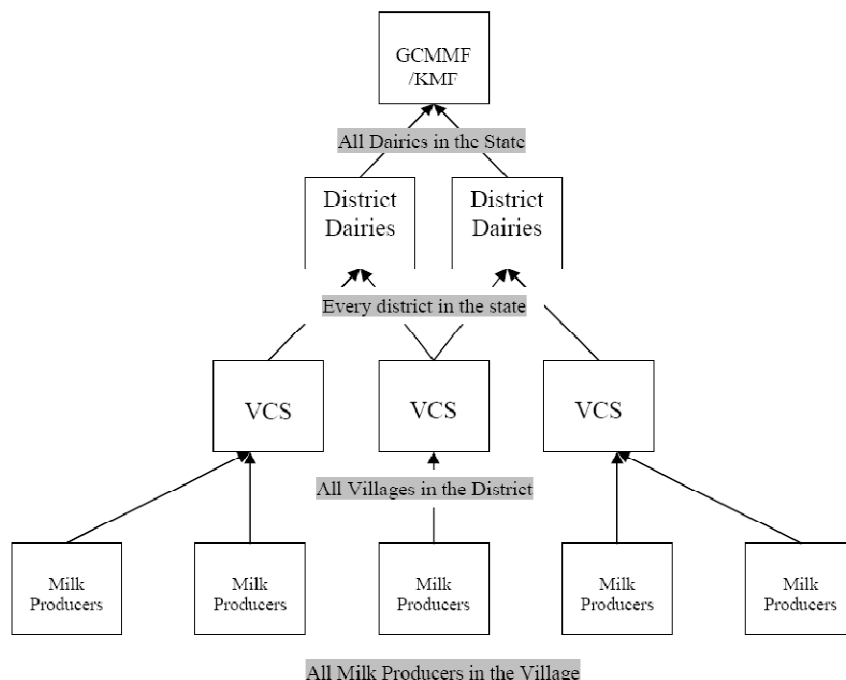 GCMMF
/KMF
All Dairies in the State
District
Dairies
District
Dairies
Every district in the state
VCS
VCS
VCS
All Villages in the District
Milk
Producers
Milk
Producers
Milk
Producers
Milk
Producers
Milk
Producers
All Milk Producers in the Village